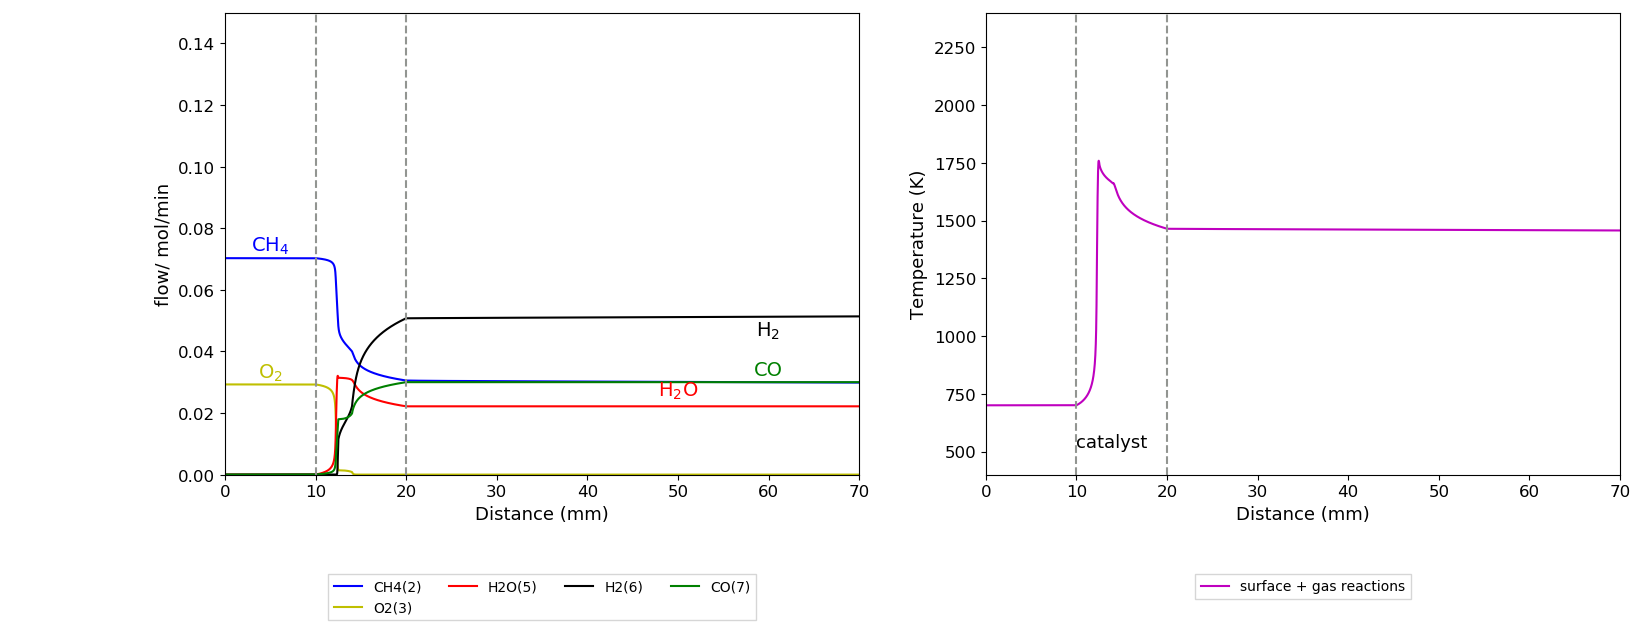 0.14
0.12
0.10
0.08
0.06
0.04
0.02
0.00
flow/ mol/min
CH₄
O₂
H₂
CO
H₂O
0 10 20 30 40 50 60 70
Distance (mm)
CH4(2) H2O(5) H2(6) CO(7)
O2(3)
2250
2000
1750
1500
1250
1000
750
500
Temperature (K)
catalyst
0 10 20 30 40 50 60 70
Distance (mm)
surface + gas reactions